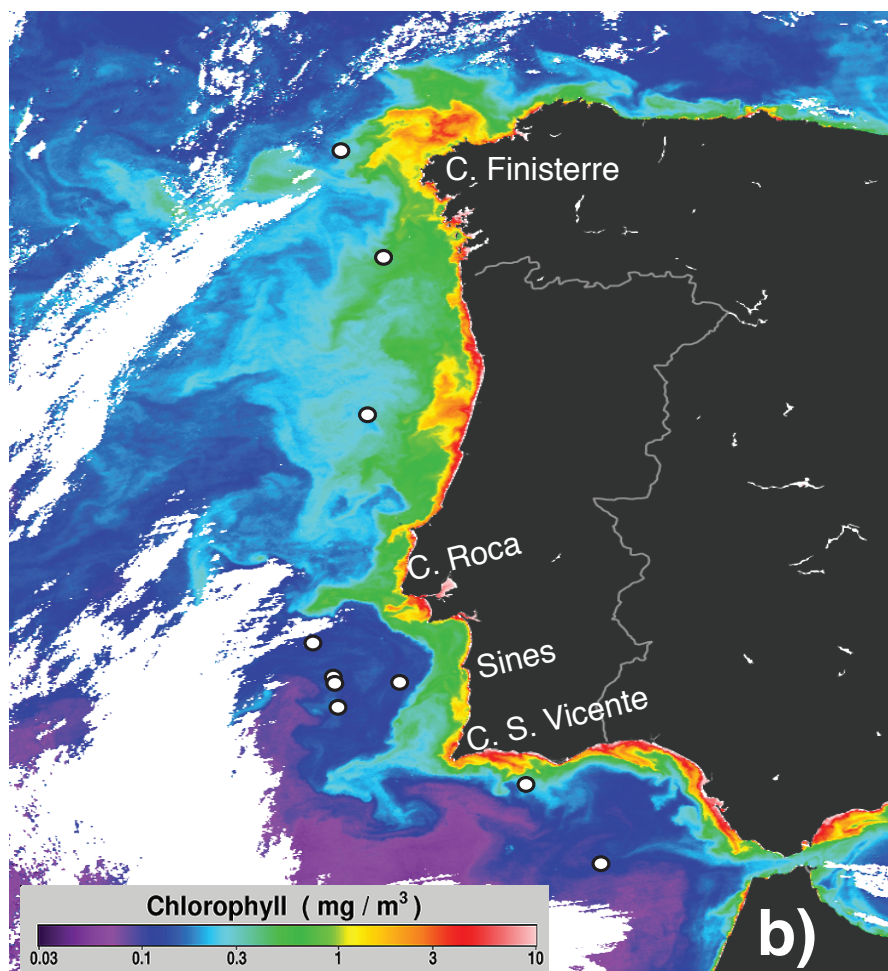 C. Finisterre
C. Roca
Sines
C. S. Vicente
Chlorophyll ( mg / m³ )
0.03 0.1 0.3 1 3 10
b)